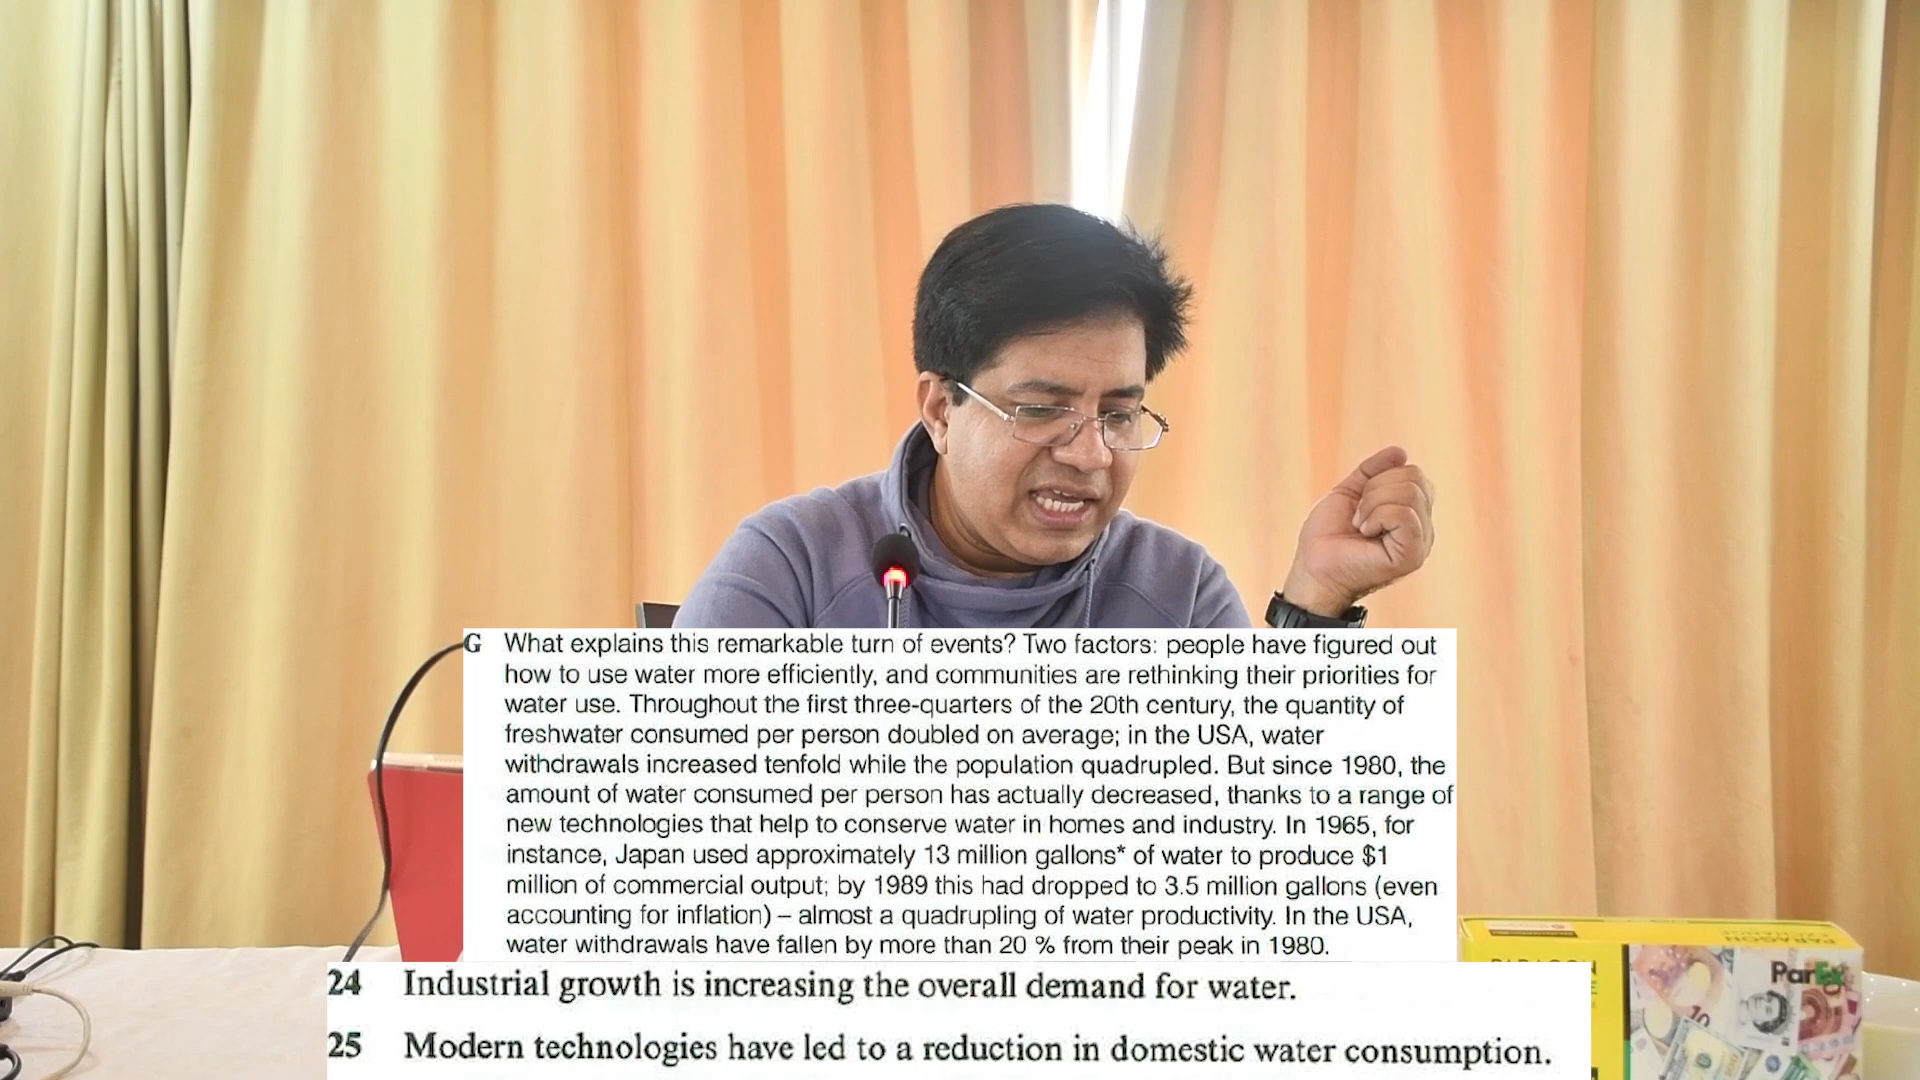 G What explains this remarkable turn of events? Two factors: people have figured out
how to use water more efficiently, and communities are rethinking their priorities for
water use. Throughout the first three-quarters of the 20th century, the quantity of
freshwater consumed per person doubled on average; in the USA, water
withdrawals increased tenfold while the population quadrupled. But since 1980, the
amount of water consumed per person has actually decreased, thanks to a range of
new technologies that help to conserve water in homes and industry. In 1965, for
instance, Japan used approximately 13 million gallons* of water to produce $1
million of commercial output; by 1989 this had dropped to 3.5 million gallons (even
accounting for inflation) – almost a quadrupling of water productivity. In the USA,
water withdrawals have fallen by more than 20 % from their peak in 1980.
24 Industrial growth is increasing the overall demand for water.
25 Modern technologies have led to a reduction in domestic water consumption.
PARAGON
EXCHANGE
ParEx
10